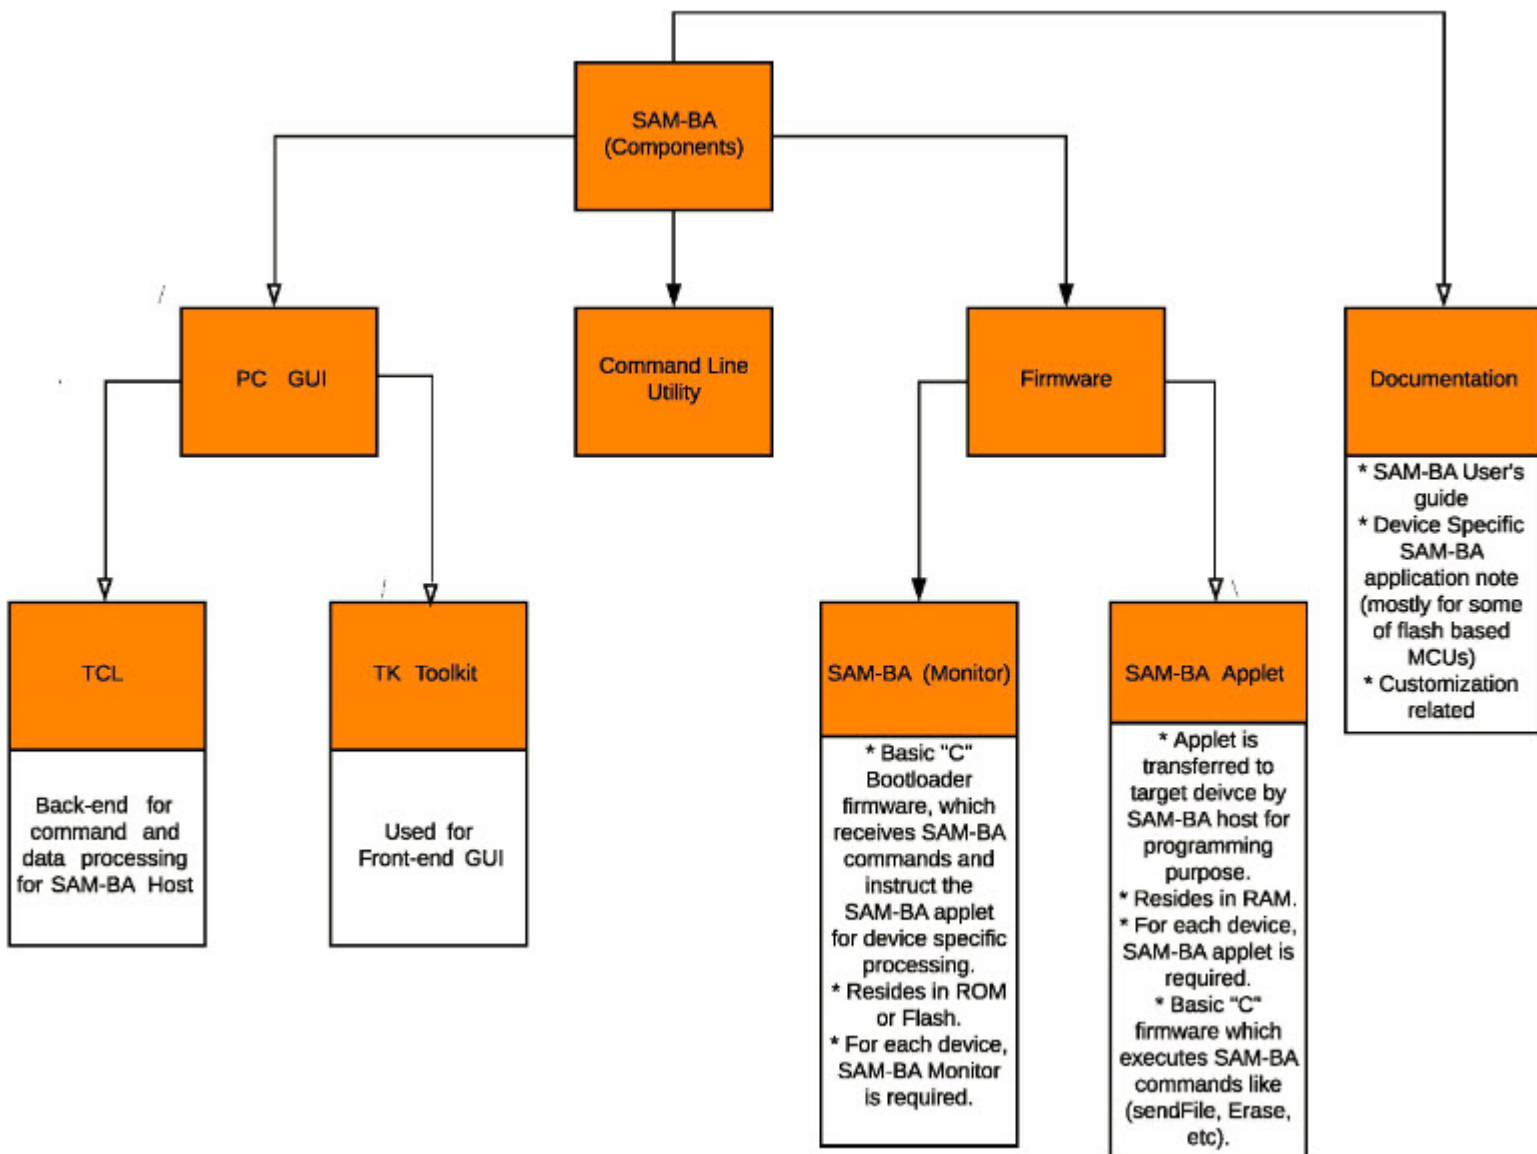 SAM-BA
(Components)
PC GUI
Command Line
Utility
Firmware
Documentation
* SAM-BA User's
guide
* Device Specific
SAM-BA
application note
(mostly for some
of flash based
MCUs)
* Customization
related
TCL
Back-end for
command and
data processing
for SAM-BA Host
TK Toolkit
Used for
Front-end GUI
SAM-BA (Monitor)
* Basic "C"
Bootloader
firmware, which
receives SAM-BA
commands and
instruct the
SAM-BA applet
for device specific
processing.
* Resides in ROM
or Flash.
* For each device,
SAM-BA Monitor
is required.
SAM-BA Applet
* Applet is
transferred to
target deivce by
SAM-BA host for
programming
purpose.
* Resides in RAM.
* For each device,
SAM-BA applet is
required.
* Basic "C"
firmware which
executes SAM-BA
commands like
(sendFile, Erase,
etc).